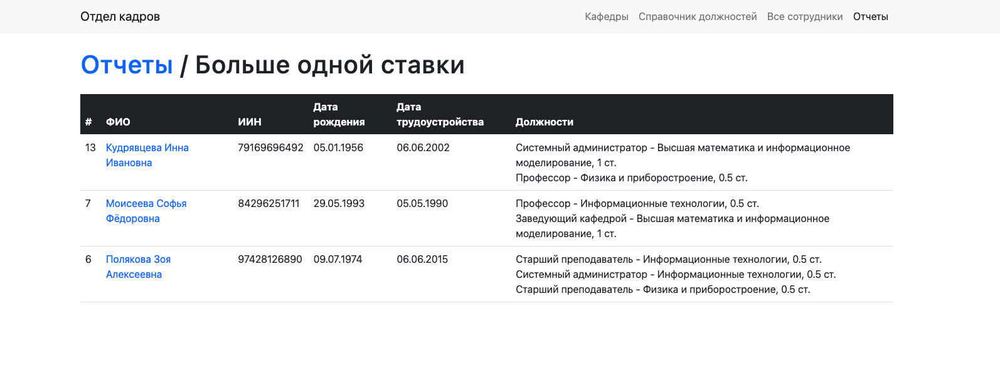 Отдел кадров
Кафедры Справочник должностей Все сотрудники Отчеты
Отчеты / Больше одной ставки
# ФИО ИИН Дата рождения Дата трудоустройства Должности
13 Кудрявцева Инна Ивановна 79169696492 05.01.1956 06.06.2002
Системный администратор - Высшая математика и информационное
моделирование, 1 ст.
Профессор - Физика и приборостроение, 0.5 ст.
7 Моисеева Софья Фёдоровна 84296251711 29.05.1993 05.05.1990
Профессор - Информационные технологии, 0.5 ст.
Заведующий кафедрой - Высшая математика и информационное
моделирование, 1 ст.
6 Полякова Зоя Алексеевна 97428126890 09.07.1974 06.06.2015
Старший преподаватель - Информационные технологии, 0.5 ст.
Системный администратор - Информационные технологии, 0.5 ст.
Старший преподаватель - Физика и приборостроение, 0.5 ст.